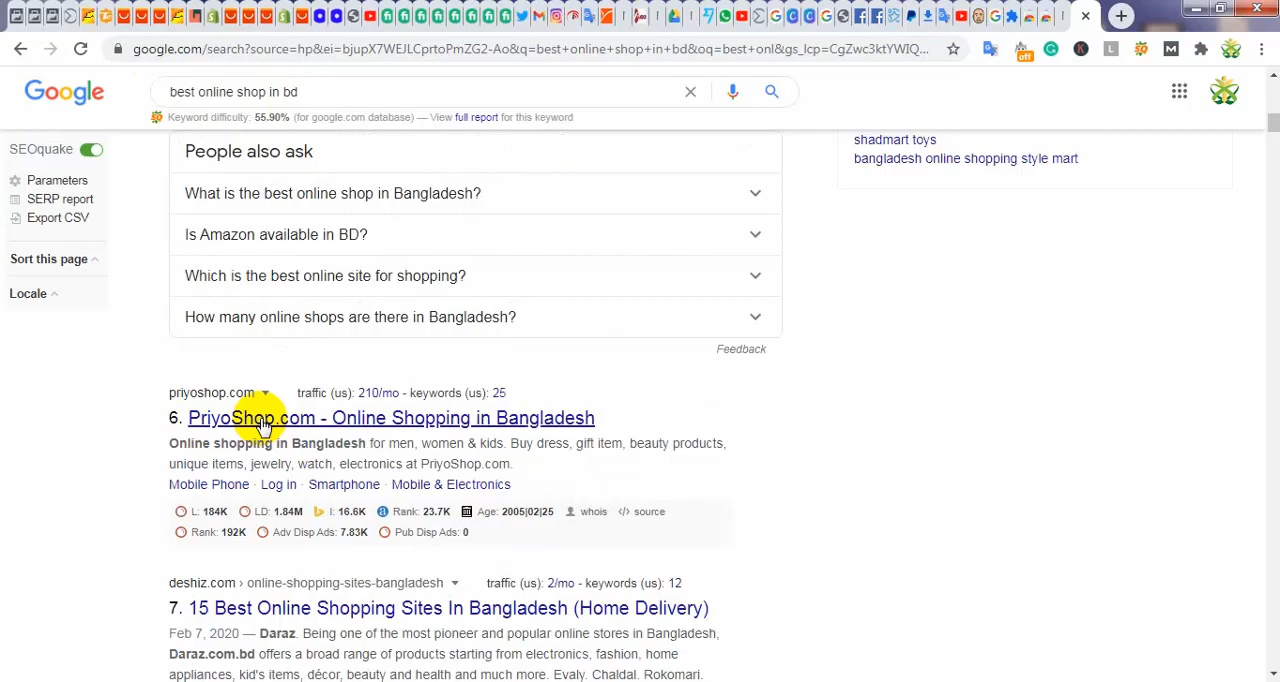 google.com/search?source=hp&ei=bjupX7WEJLCprtoPmZG2-Ao&q=best+online+shop+in+bd&oq=best+onl&gs_lcp=CgZwc3ktYWIQ...
off
Google
best online shop in bd
Keyword difficulty: 55.90% (for google.com database) — View full report for this keyword
SEOquake
Parameters
SERP report
Export CSV
Sort this page
Locale
shadmart toys
bangladesh online shopping style mart
People also ask
What is the best online shop in Bangladesh?
Is Amazon available in BD?
Which is the best online site for shopping?
How many online shops are there in Bangladesh?
Feedback
priyoshop.com traffic (us): 210/mo - keywords (us): 25
6. PriyoShop.com - Online Shopping in Bangladesh
Online shopping in Bangladesh for men, women & kids. Buy dress, gift item, beauty products,
unique items, jewelry, watch, electronics at PriyoShop.com.
Mobile Phone · Log in · Smartphone · Mobile & Electronics
L: 184K LD: 1.84M I: 16.6K Rank: 23.7K Age: 2005|02|25 whois </> source
Rank: 192K Adv Disp Ads: 7.83K Pub Disp Ads: 0
deshiz.com › online-shopping-sites-bangladesh traffic (us): 2/mo - keywords (us): 12
7. 15 Best Online Shopping Sites In Bangladesh (Home Delivery)
Feb 7, 2020 — Daraz. Being one of the most pioneer and popular online stores in Bangladesh,
Daraz.com.bd offers a broad range of products starting from electronics, fashion, home
appliances, kid's items, décor, beauty and health and much more. Evaly. Chaldal. Rokomari.